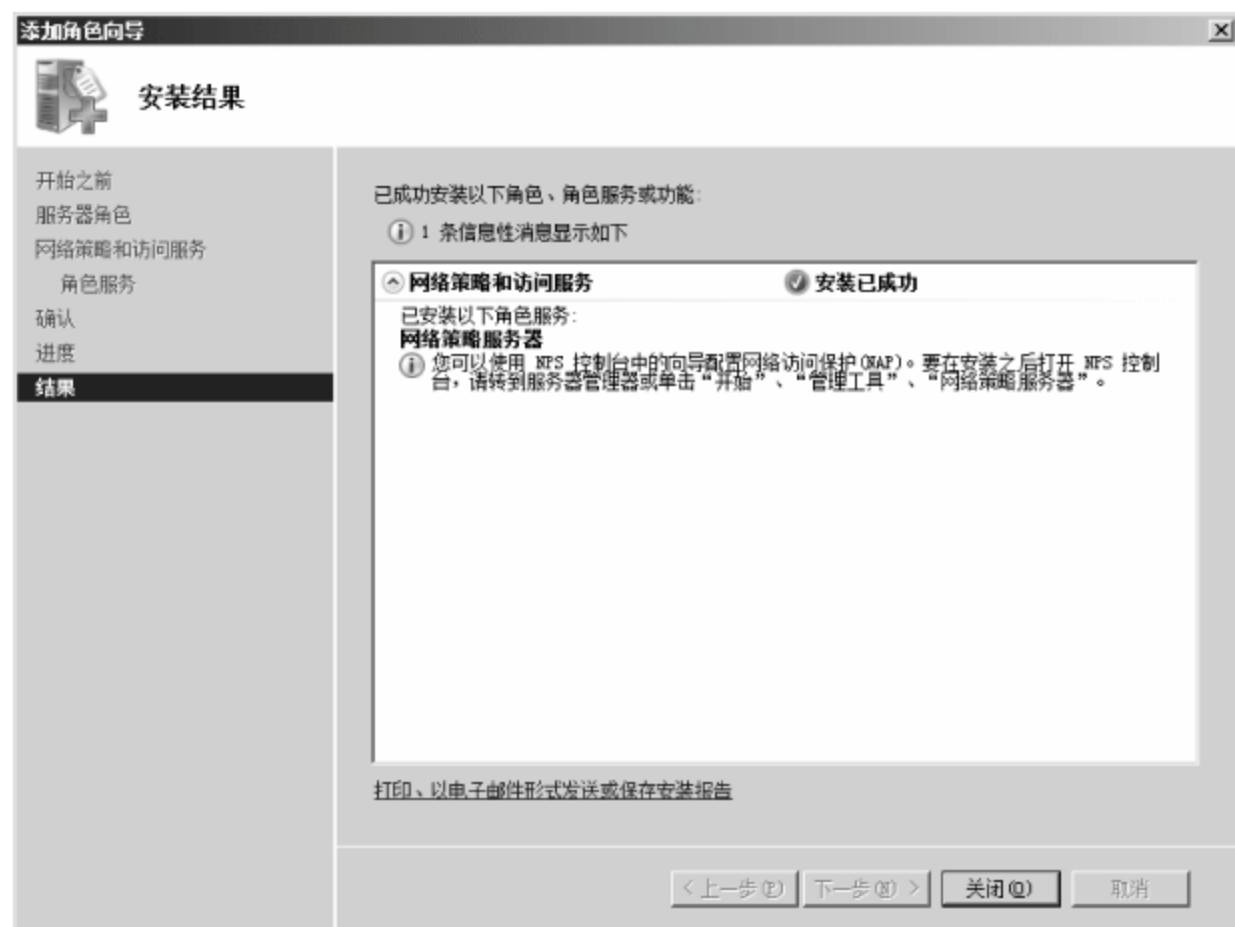 添加角色向导
安装结果
开始之前
服务器角色
网络策略和访问服务
角色服务
确认
进度
结果
已成功安装以下角色、角色服务或功能:
1 条信息性消息显示如下
网络策略和访问服务 安装已成功
已安装以下角色服务:
网络策略服务器
您可以使用 NPS 控制台中的向导配置网络访问保护(NAP)。要在安装之后打开 NPS 控制
台，请转到服务器管理器或单击“开始”、“管理工具”、“网络策略服务器”。
打印、以电子邮件形式发送或保存安装报告
< 上一步(P) 下一步(N) > 关闭(O) 取消